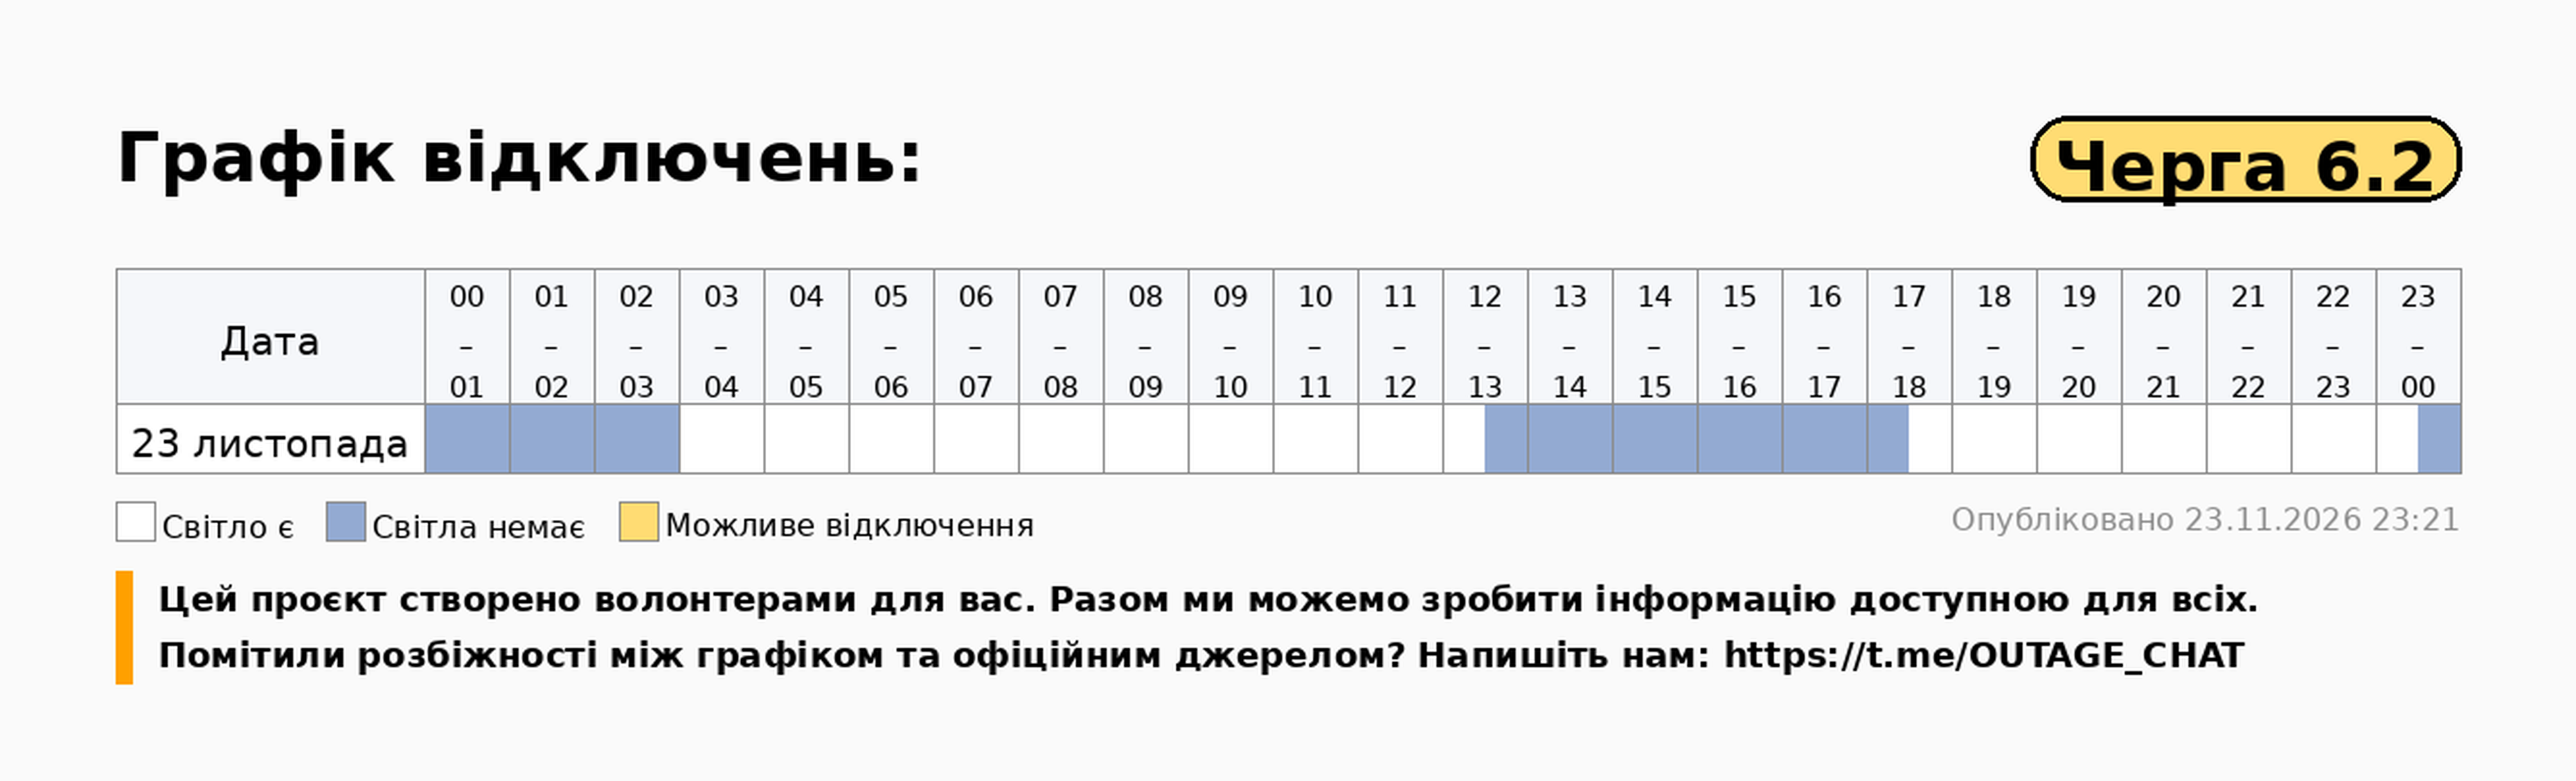 Графік відключень:
Черга 6.2
Дата
00 – 01
01 – 02
02 – 03
03 – 04
04 – 05
05 – 06
06 – 07
07 – 08
08 – 09
09 – 10
10 – 11
11 – 12
12 – 13
13 – 14
14 – 15
15 – 16
16 – 17
17 – 18
18 – 19
19 – 20
20 – 21
21 – 22
22 – 23
23 – 00
23 листопада
Світло є
Світла немає
Можливе відключення
Опубліковано 23.11.2026 23:21
Цей проєкт створено волонтерами для вас. Разом ми можемо зробити інформацію доступною для всіх.
Помітили розбіжності між графіком та офіційним джерелом? Напишіть нам: https://t.me/OUTAGE_CHAT